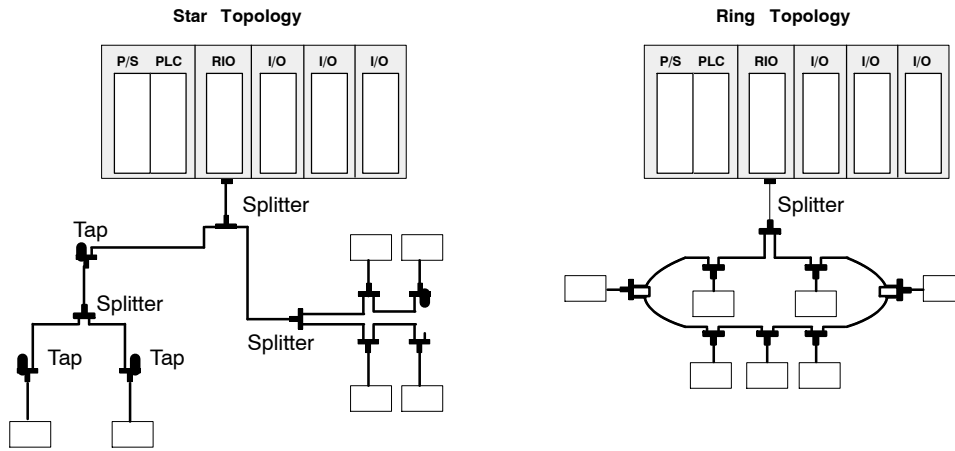 Star Topology
P/S PLC RIO I/O I/O I/O
Splitter
Tap
Splitter
Splitter
Tap
Tap
Ring Topology
P/S PLC RIO I/O I/O I/O
Splitter